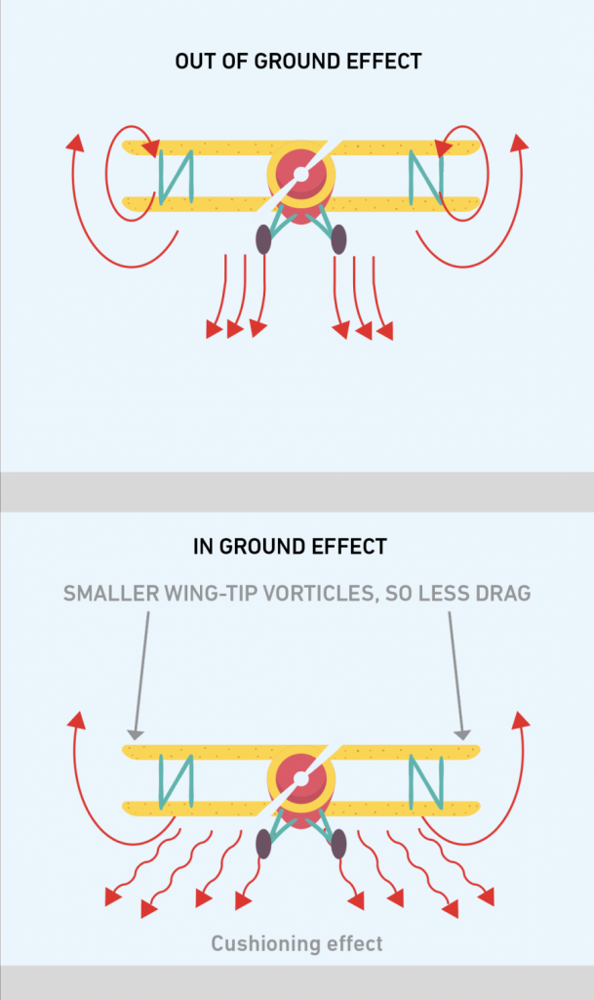 OUT OF GROUND EFFECT
IN GROUND EFFECT
SMALLER WING-TIP VORTICLES, SO LESS DRAG
Cushioning effect